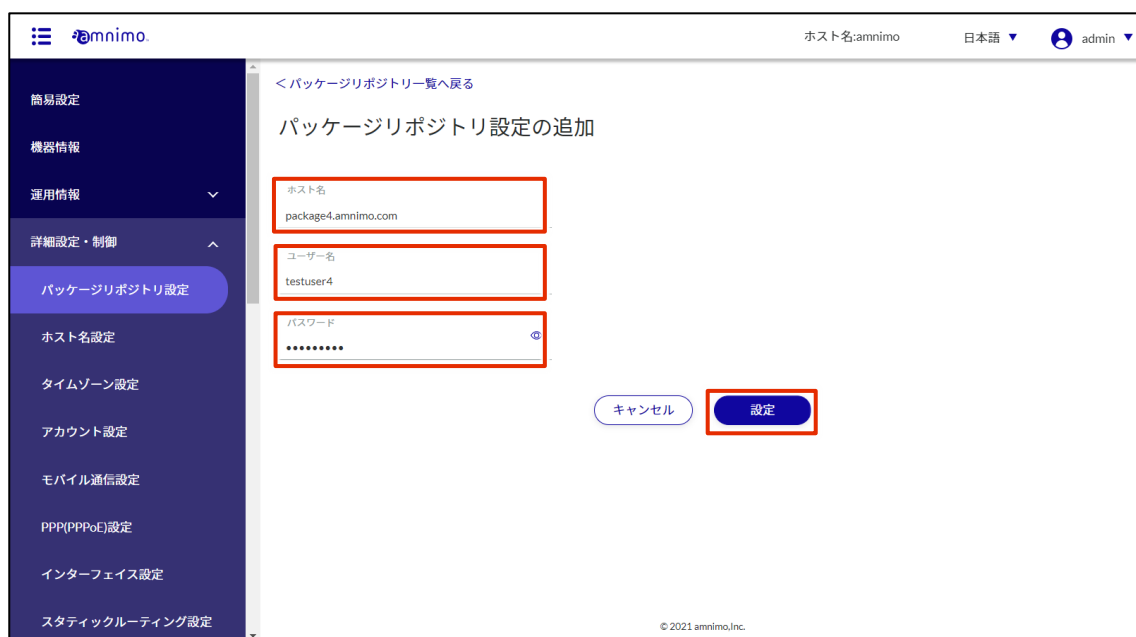 amnimo.
ホスト名:amnimo
日本語 ▼
admin ▼
簡易設定
機器情報
運用情報
詳細設定・制御
パッケージリポジトリ設定
ホスト名設定
タイムゾーン設定
アカウント設定
モバイル通信設定
PPP(PPPoE)設定
インターフェイス設定
スタティックルーティング設定
＜パッケージリポジトリ一覧へ戻る
パッケージリポジトリ設定の追加
ホスト名
package4.amnimo.com
ユーザー名
testuser4
パスワード
•••••••••
キャンセル
設定
© 2021 amnimo,Inc.